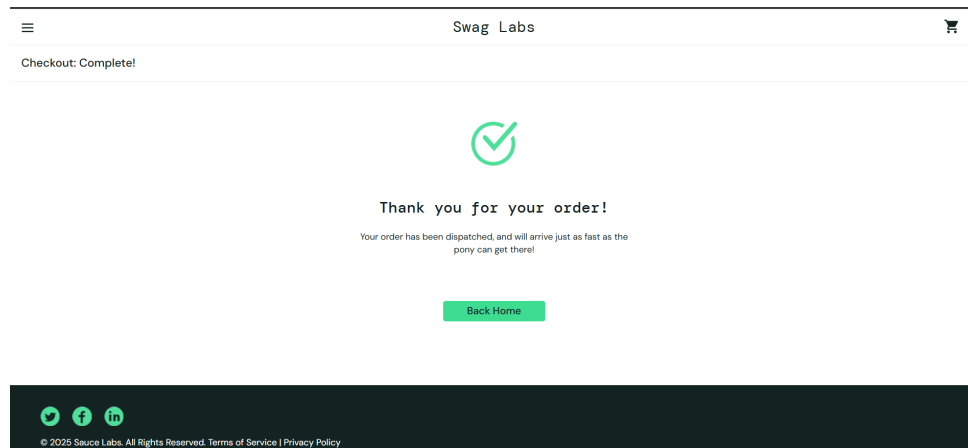 Swag Labs
Checkout: Complete!
Thank you for your order!
Your order has been dispatched, and will arrive just as fast as the
pony can get there!
Back Home
© 2025 Sauce Labs. All Rights Reserved. Terms of Service | Privacy Policy